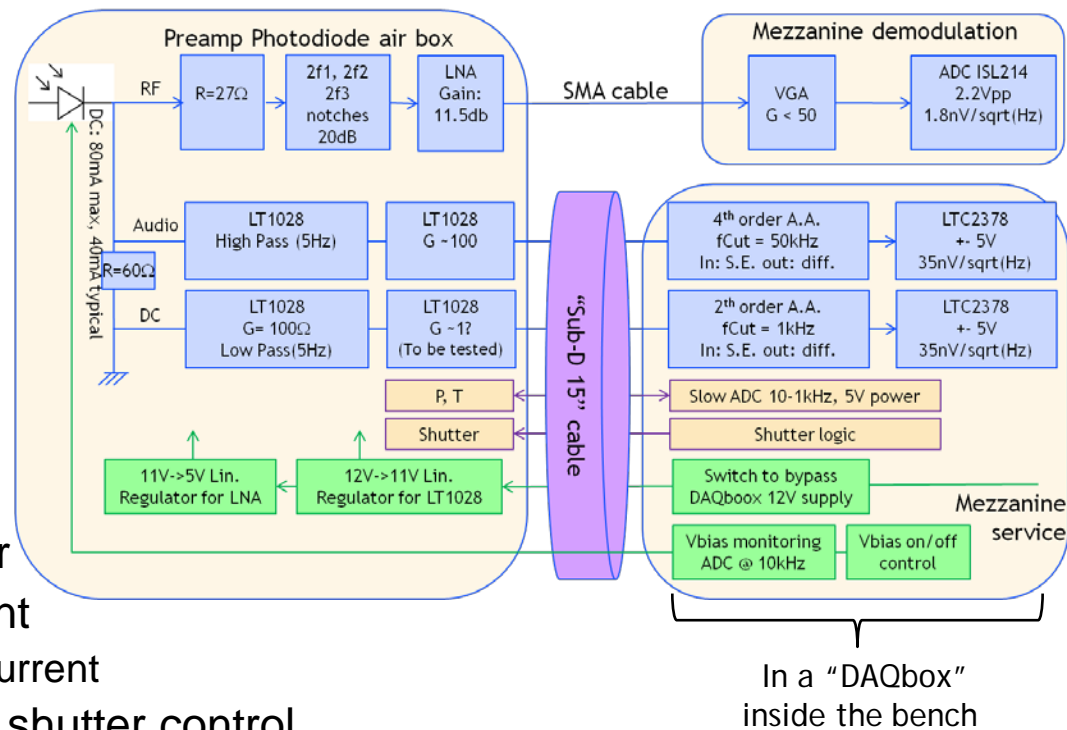 Preamp Photodiode air box
RF
R=27Ω
2f1, 2f2
2f3
notches
20dB
LNA
Gain:
11.5db
SMA cable
Mezzanine demodulation
VGA
G < 50
ADC ISL214
2.2Vpp
1.8nV/sqrt(Hz)
DC: 80mA max, 40mA typical
Audio
LT1028
High Pass (5Hz)
LT1028
G ~100
4th order A.A.
fCut = 50kHz
In: S.E. out: diff.
LTC2378
+- 5V
35nV/sqrt(Hz)
R=60Ω
DC
LT1028
G= 100Ω
Low Pass(5Hz)
LT1028
G ~1?
(To be tested)
2th order A.A.
fCut = 1kHz
In: S.E. out: diff.
LTC2378
+- 5V
35nV/sqrt(Hz)
"Sub-D 15" cable
P, T
Slow ADC 10-1kHz, 5V power
Shutter
Shutter logic
11V->5V Lin.
Regulator for LNA
12V->11V Lin.
Regulator for LT1028
Switch to bypass
DAQboox 12V supply
Mezzanine
service
Vbias monitoring
ADC @ 10kHz
Vbias on/off
control
shutter control
In a "DAQbox"
inside the bench